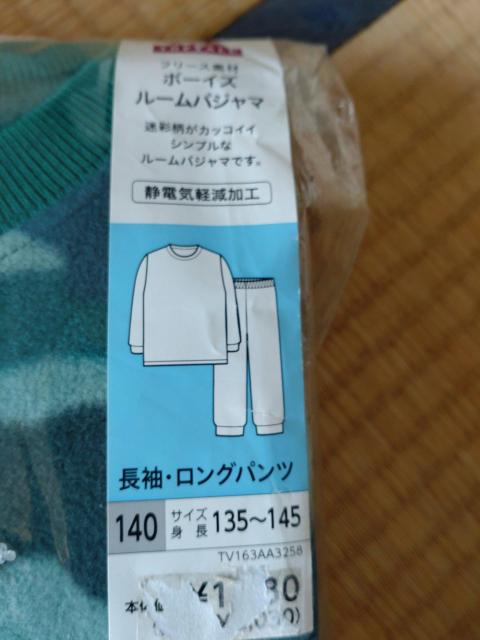 フリース素材
ボーイズ
ルームパジャマ
迷彩柄がカッコイイ
シンプルな
ルームパジャマです。
静電気軽減加工
長袖・ロングパンツ
140 サイズ 身長 135〜145
TV163AA3258